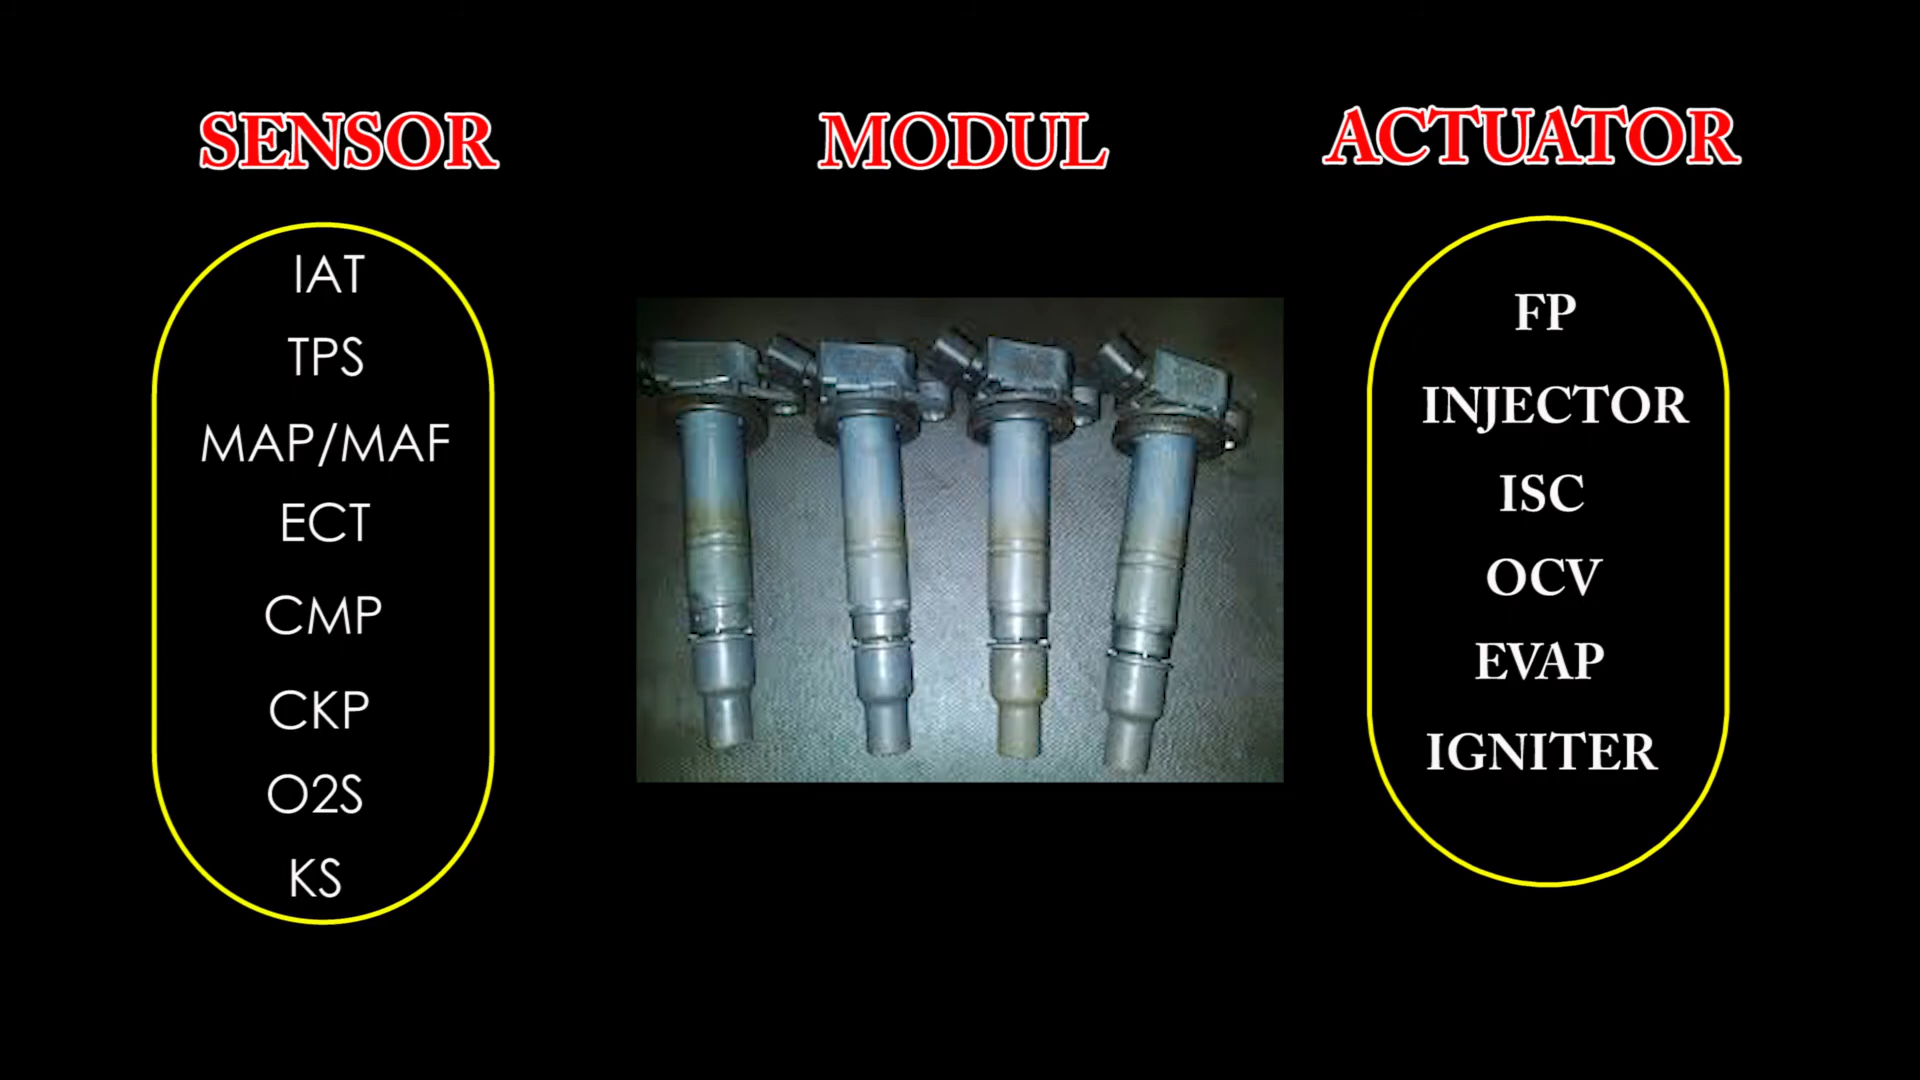 SENSOR
MODUL
ACTUATOR
IAT
TPS
MAP/MAF
ECT
CMP
CKP
O2S
KS
FP
INJECTOR
ISC
OCV
EVAP
IGNITER